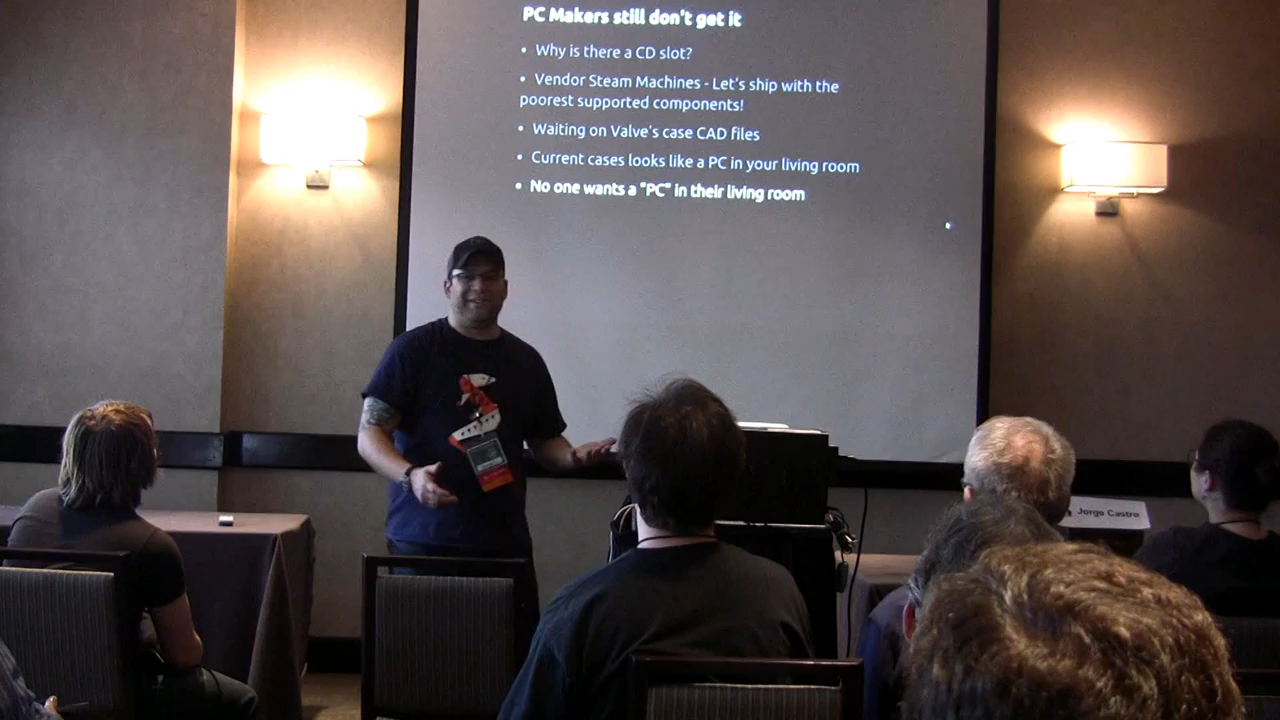 PC Makers still don't get it
• Why is there a CD slot?
• Vendor Steam Machines - Let's ship with the
poorest supported components!
• Waiting on Valve's case CAD files
• Current cases looks like a PC in your living room
• No one wants a "PC" in their living room
Jorge Castro